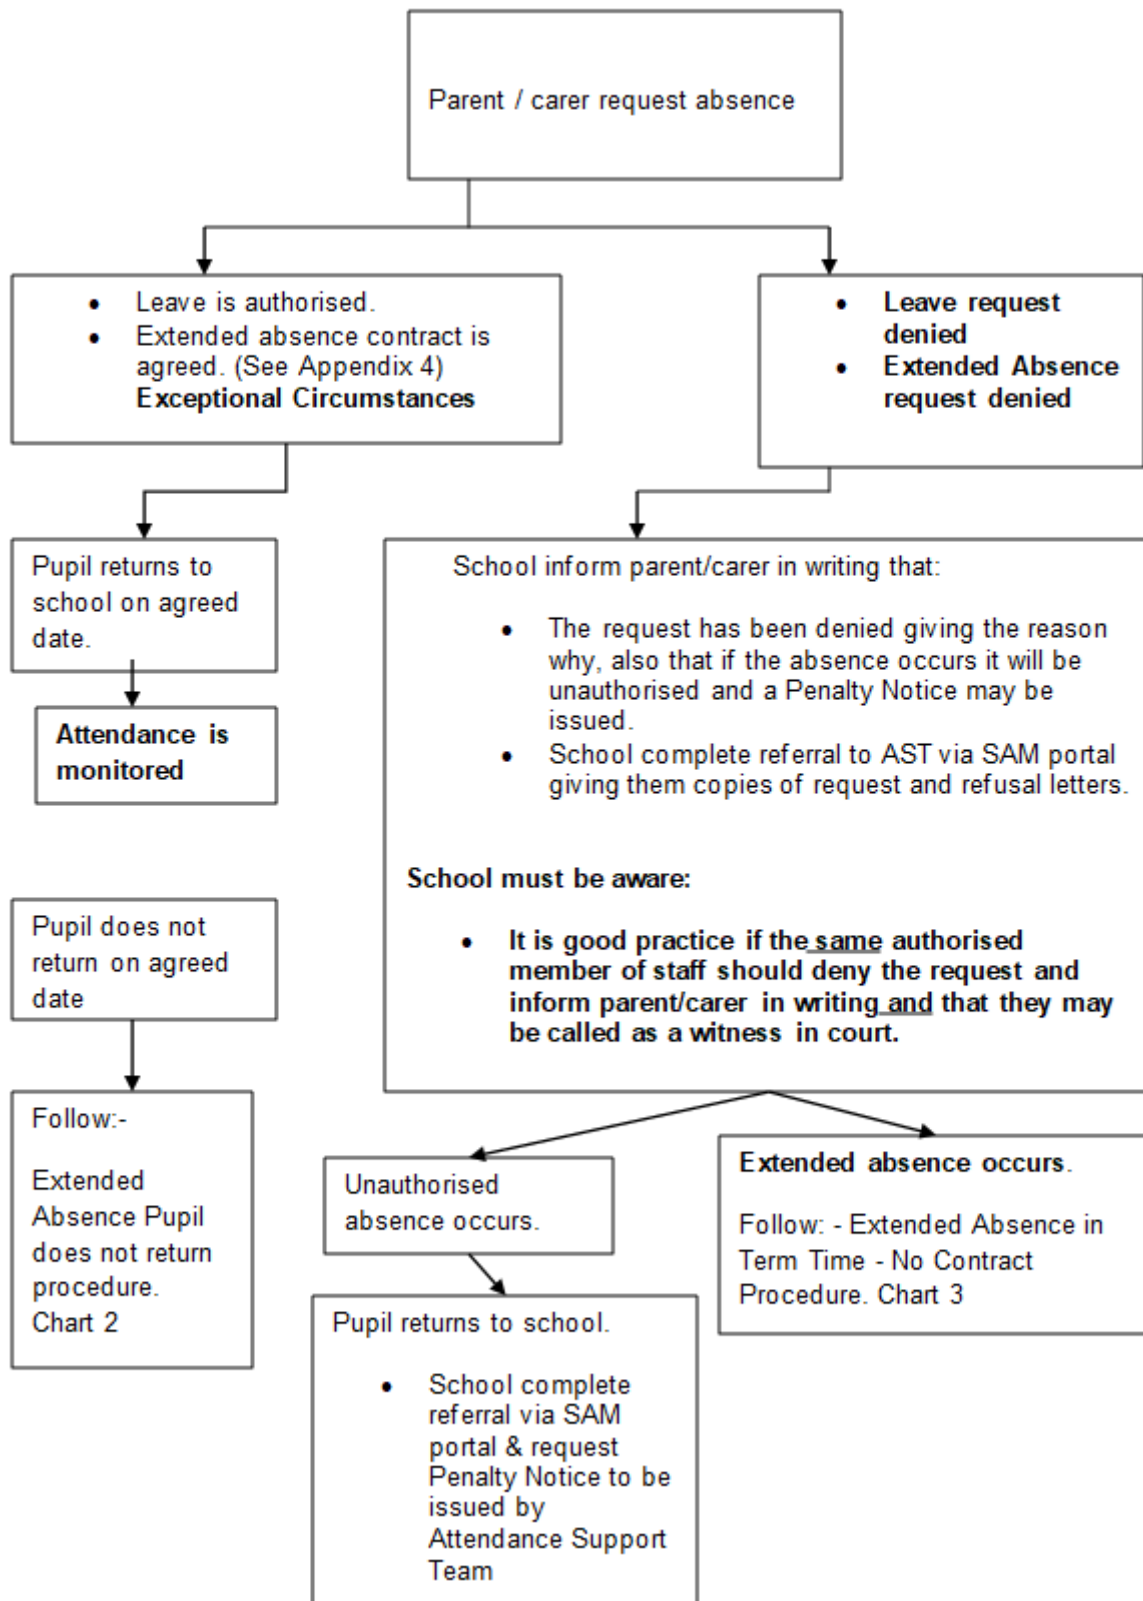 Parent / carer request absence
• Leave is authorised.
• Extended absence contract is
agreed. (See Appendix 4)
Exceptional Circumstances
• Leave request
denied
• Extended Absence
request denied
Pupil returns to
school on agreed
date.
Attendance is
monitored
Pupil does not
return on agreed
date
Follow:-
Extended
Absence Pupil
does not return
procedure.
Chart 2
School inform parent/carer in writing that:
• The request has been denied giving the reason
why, also that if the absence occurs it will be
unauthorised and a Penalty Notice may be
issued.
• School complete referral to AST via SAM portal
giving them copies of request and refusal letters.
School must be aware:
• It is good practice if the same authorised
member of staff should deny the request and
inform parent/carer in writing and that they may
be called as a witness in court.
Unauthorised
absence occurs.
Pupil returns to school.
• School complete
referral via SAM
portal & request
Penalty Notice to be
issued by
Attendance Support
Team
Extended absence occurs.
Follow: - Extended Absence in
Term Time - No Contract
Procedure. Chart 3